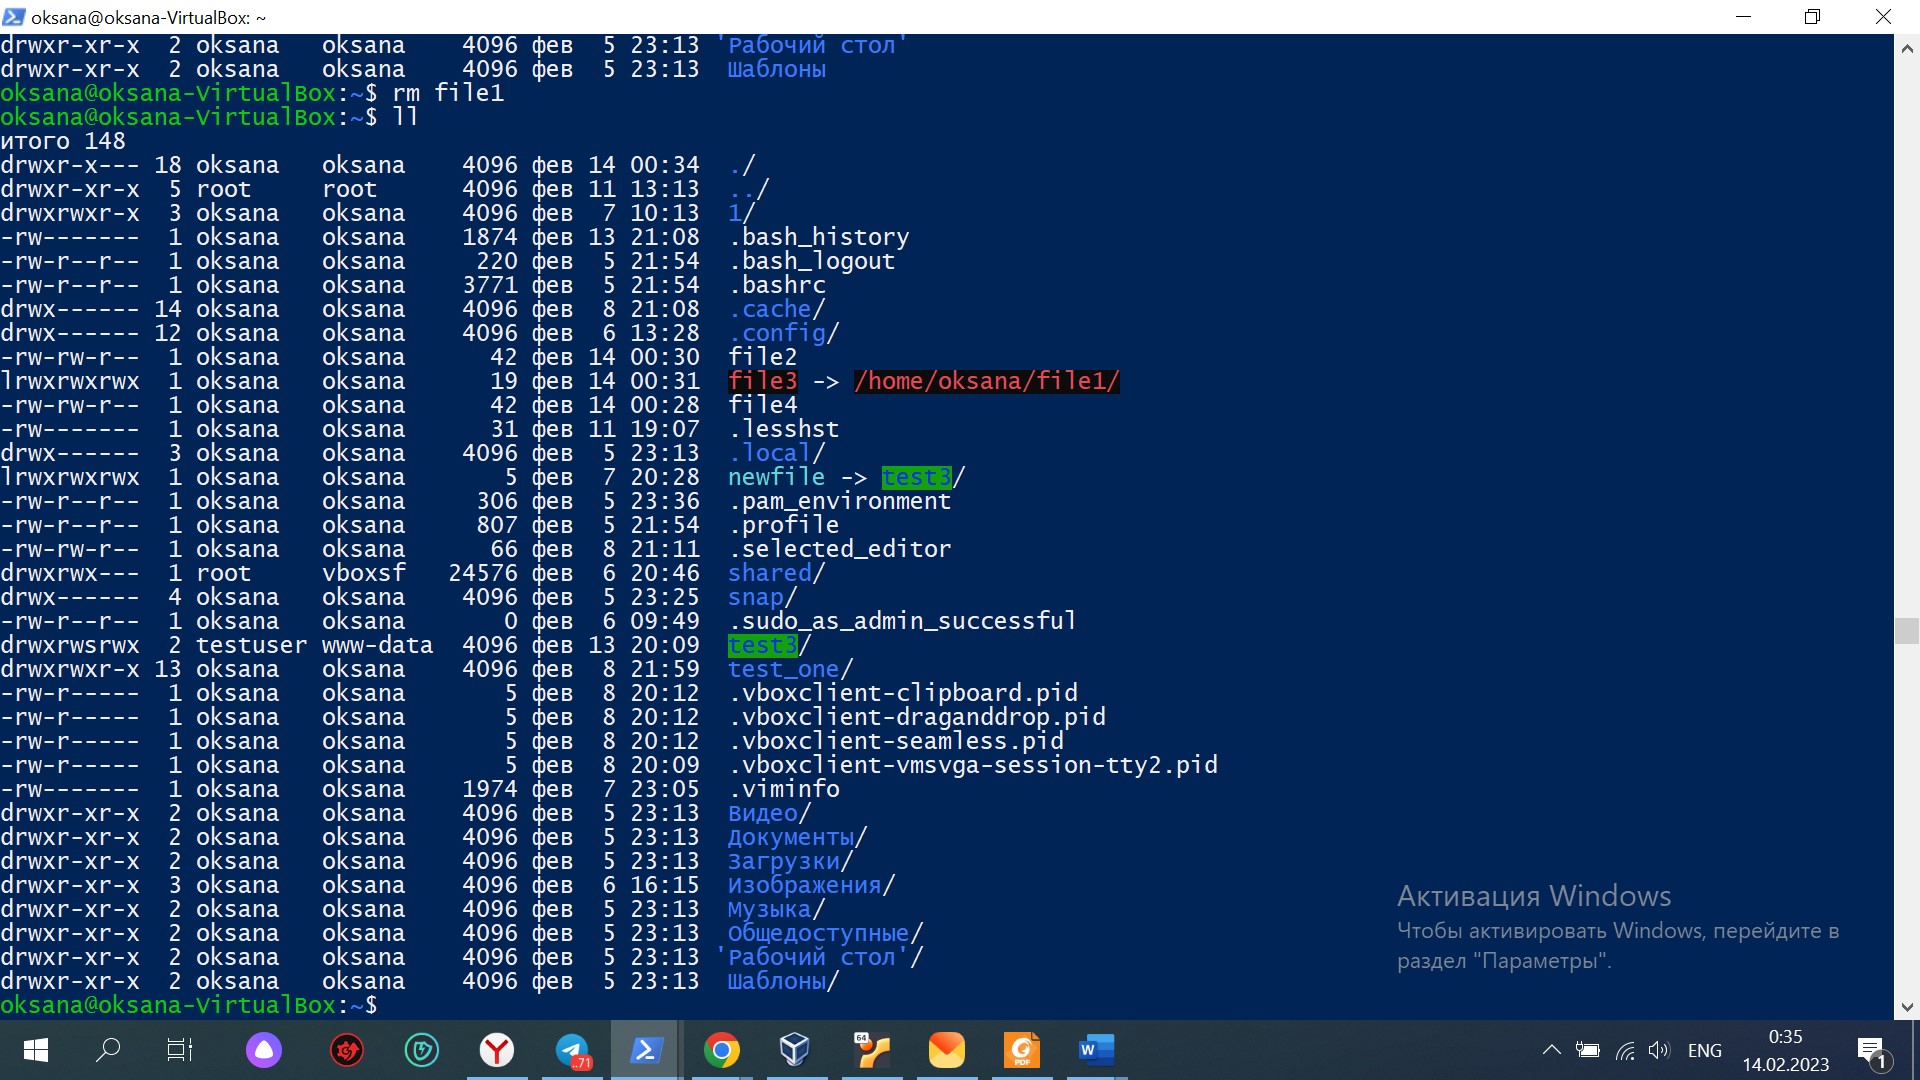 oksana@oksana-VirtualBox: ~
drwxr-xr-x  2 oksana   oksana    4096 фев  5 23:13 'Рабочий стол'
drwxr-xr-x  2 oksana   oksana    4096 фев  5 23:13  Шаблоны
oksana@oksana-VirtualBox:~$ rm file1
oksana@oksana-VirtualBox:~$ ll
итого 148
drwxr-x--- 18 oksana   oksana    4096 фев 14 00:34  ./
drwxr-xr-x  5 root     root      4096 фев 11 13:13  ../
drwxrwxr-x  3 oksana   oksana    4096 фев  7 10:13  1/
-rw-------  1 oksana   oksana    1874 фев 13 21:08  .bash_history
-rw-r--r--  1 oksana   oksana     220 фев  5 21:54  .bash_logout
-rw-r--r--  1 oksana   oksana    3771 фев  5 21:54  .bashrc
drwx------ 14 oksana   oksana    4096 фев  8 21:08  .cache/
drwx------ 12 oksana   oksana    4096 фев  6 13:28  .config/
-rw-rw-r--  1 oksana   oksana      42 фев 14 00:30  file2
lrwxrwxrwx  1 oksana   oksana      19 фев 14 00:31  file3 -> /home/oksana/file1/
-rw-rw-r--  1 oksana   oksana      42 фев 14 00:28  file4
-rw-------  1 oksana   oksana      31 фев 11 19:07  .lesshst
drwx------  3 oksana   oksana    4096 фев  5 23:13  .local/
lrwxrwxrwx  1 oksana   oksana       5 фев  7 20:28  newfile -> test3/
-rw-r--r--  1 oksana   oksana     306 фев  5 23:36  .pam_environment
-rw-r--r--  1 oksana   oksana     807 фев  5 21:54  .profile
-rw-rw-r--  1 oksana   oksana      66 фев  8 21:11  .selected_editor
drwxrwx---  1 root     vboxsf   24576 фев  6 20:46  shared/
drwx------  4 oksana   oksana    4096 фев  5 23:25  snap/
-rw-r--r--  1 oksana   oksana       0 фев  6 09:49  .sudo_as_admin_successful
drwxrwsrwx  2 testuser www-data  4096 фев 13 20:09  test3/
drwxrwxr-x 13 oksana   oksana    4096 фев  8 21:59  test_one/
-rw-r-----  1 oksana   oksana       5 фев  8 20:12  .vboxclient-clipboard.pid
-rw-r-----  1 oksana   oksana       5 фев  8 20:12  .vboxclient-draganddrop.pid
-rw-r-----  1 oksana   oksana       5 фев  8 20:12  .vboxclient-seamless.pid
-rw-r-----  1 oksana   oksana       5 фев  8 20:09  .vboxclient-vmsvga-session-tty2.pid
-rw-------  1 oksana   oksana    1974 фев  7 23:05  .viminfo
drwxr-xr-x  2 oksana   oksana    4096 фев  5 23:13  Видео/
drwxr-xr-x  2 oksana   oksana    4096 фев  5 23:13  Документы/
drwxr-xr-x  2 oksana   oksana    4096 фев  5 23:13  Загрузки/
drwxr-xr-x  3 oksana   oksana    4096 фев  6 16:15  Изображения/
drwxr-xr-x  2 oksana   oksana    4096 фев  5 23:13  Музыка/
drwxr-xr-x  2 oksana   oksana    4096 фев  5 23:13  Общедоступные/
drwxr-xr-x  2 oksana   oksana    4096 фев  5 23:13 'Рабочий стол'/
drwxr-xr-x  2 oksana   oksana    4096 фев  5 23:13  Шаблоны/
oksana@oksana-VirtualBox:~$
Активация Windows
Чтобы активировать Windows, перейдите в
раздел "Параметры".
..71
64
PDF
W
ENG
0:35
14.02.2023
1